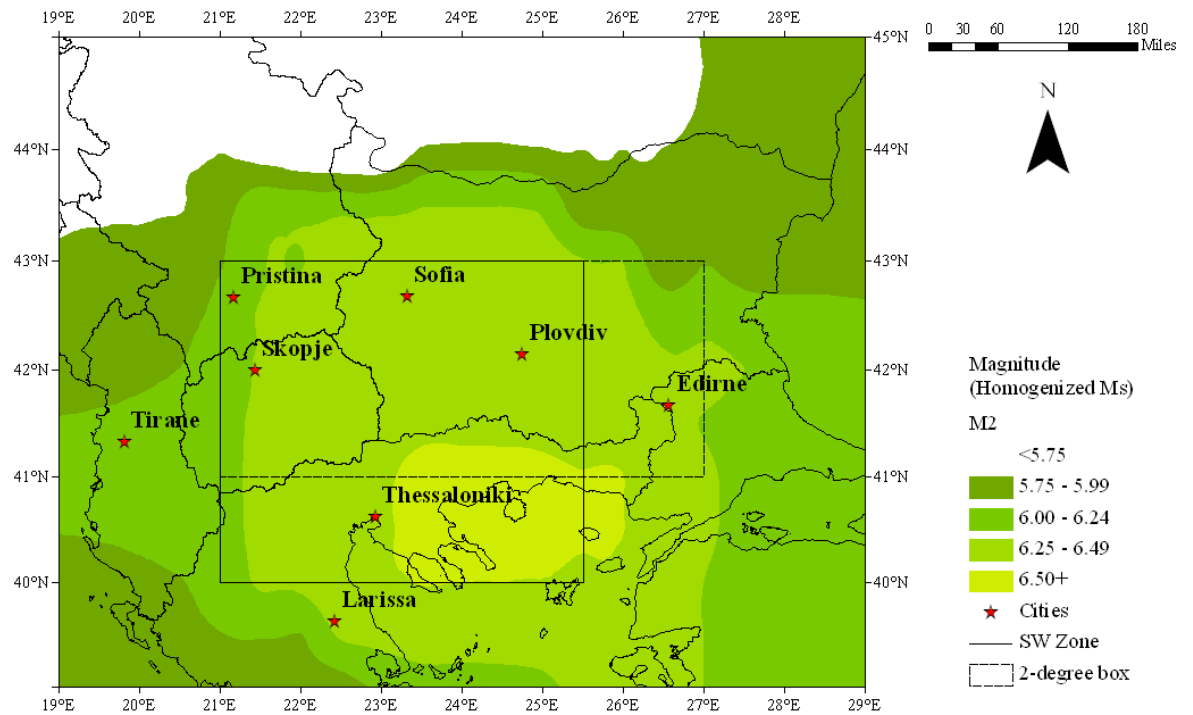 19°E 20°E 21°E 22°E 23°E 24°E 25°E 26°E 27°E 28°E 29°E
45°N 45°N
44°N 44°N
43°N 43°N
Pristina Sofia
Plovdiv
Skopje
42°N 42°N
Edirne
Tirane
41°N 41°N
Thessaloniki
40°N 40°N
Larissa
19°E 20°E 21°E 22°E 23°E 24°E 25°E 26°E 27°E 28°E 29°E
0 30 60 120 180
Miles
N
Magnitude
(Homogenized Ms)
M2
<5.75
5.75 - 5.99
6.00 - 6.24
6.25 - 6.49
6.50+
Cities
SW Zone
2-degree box